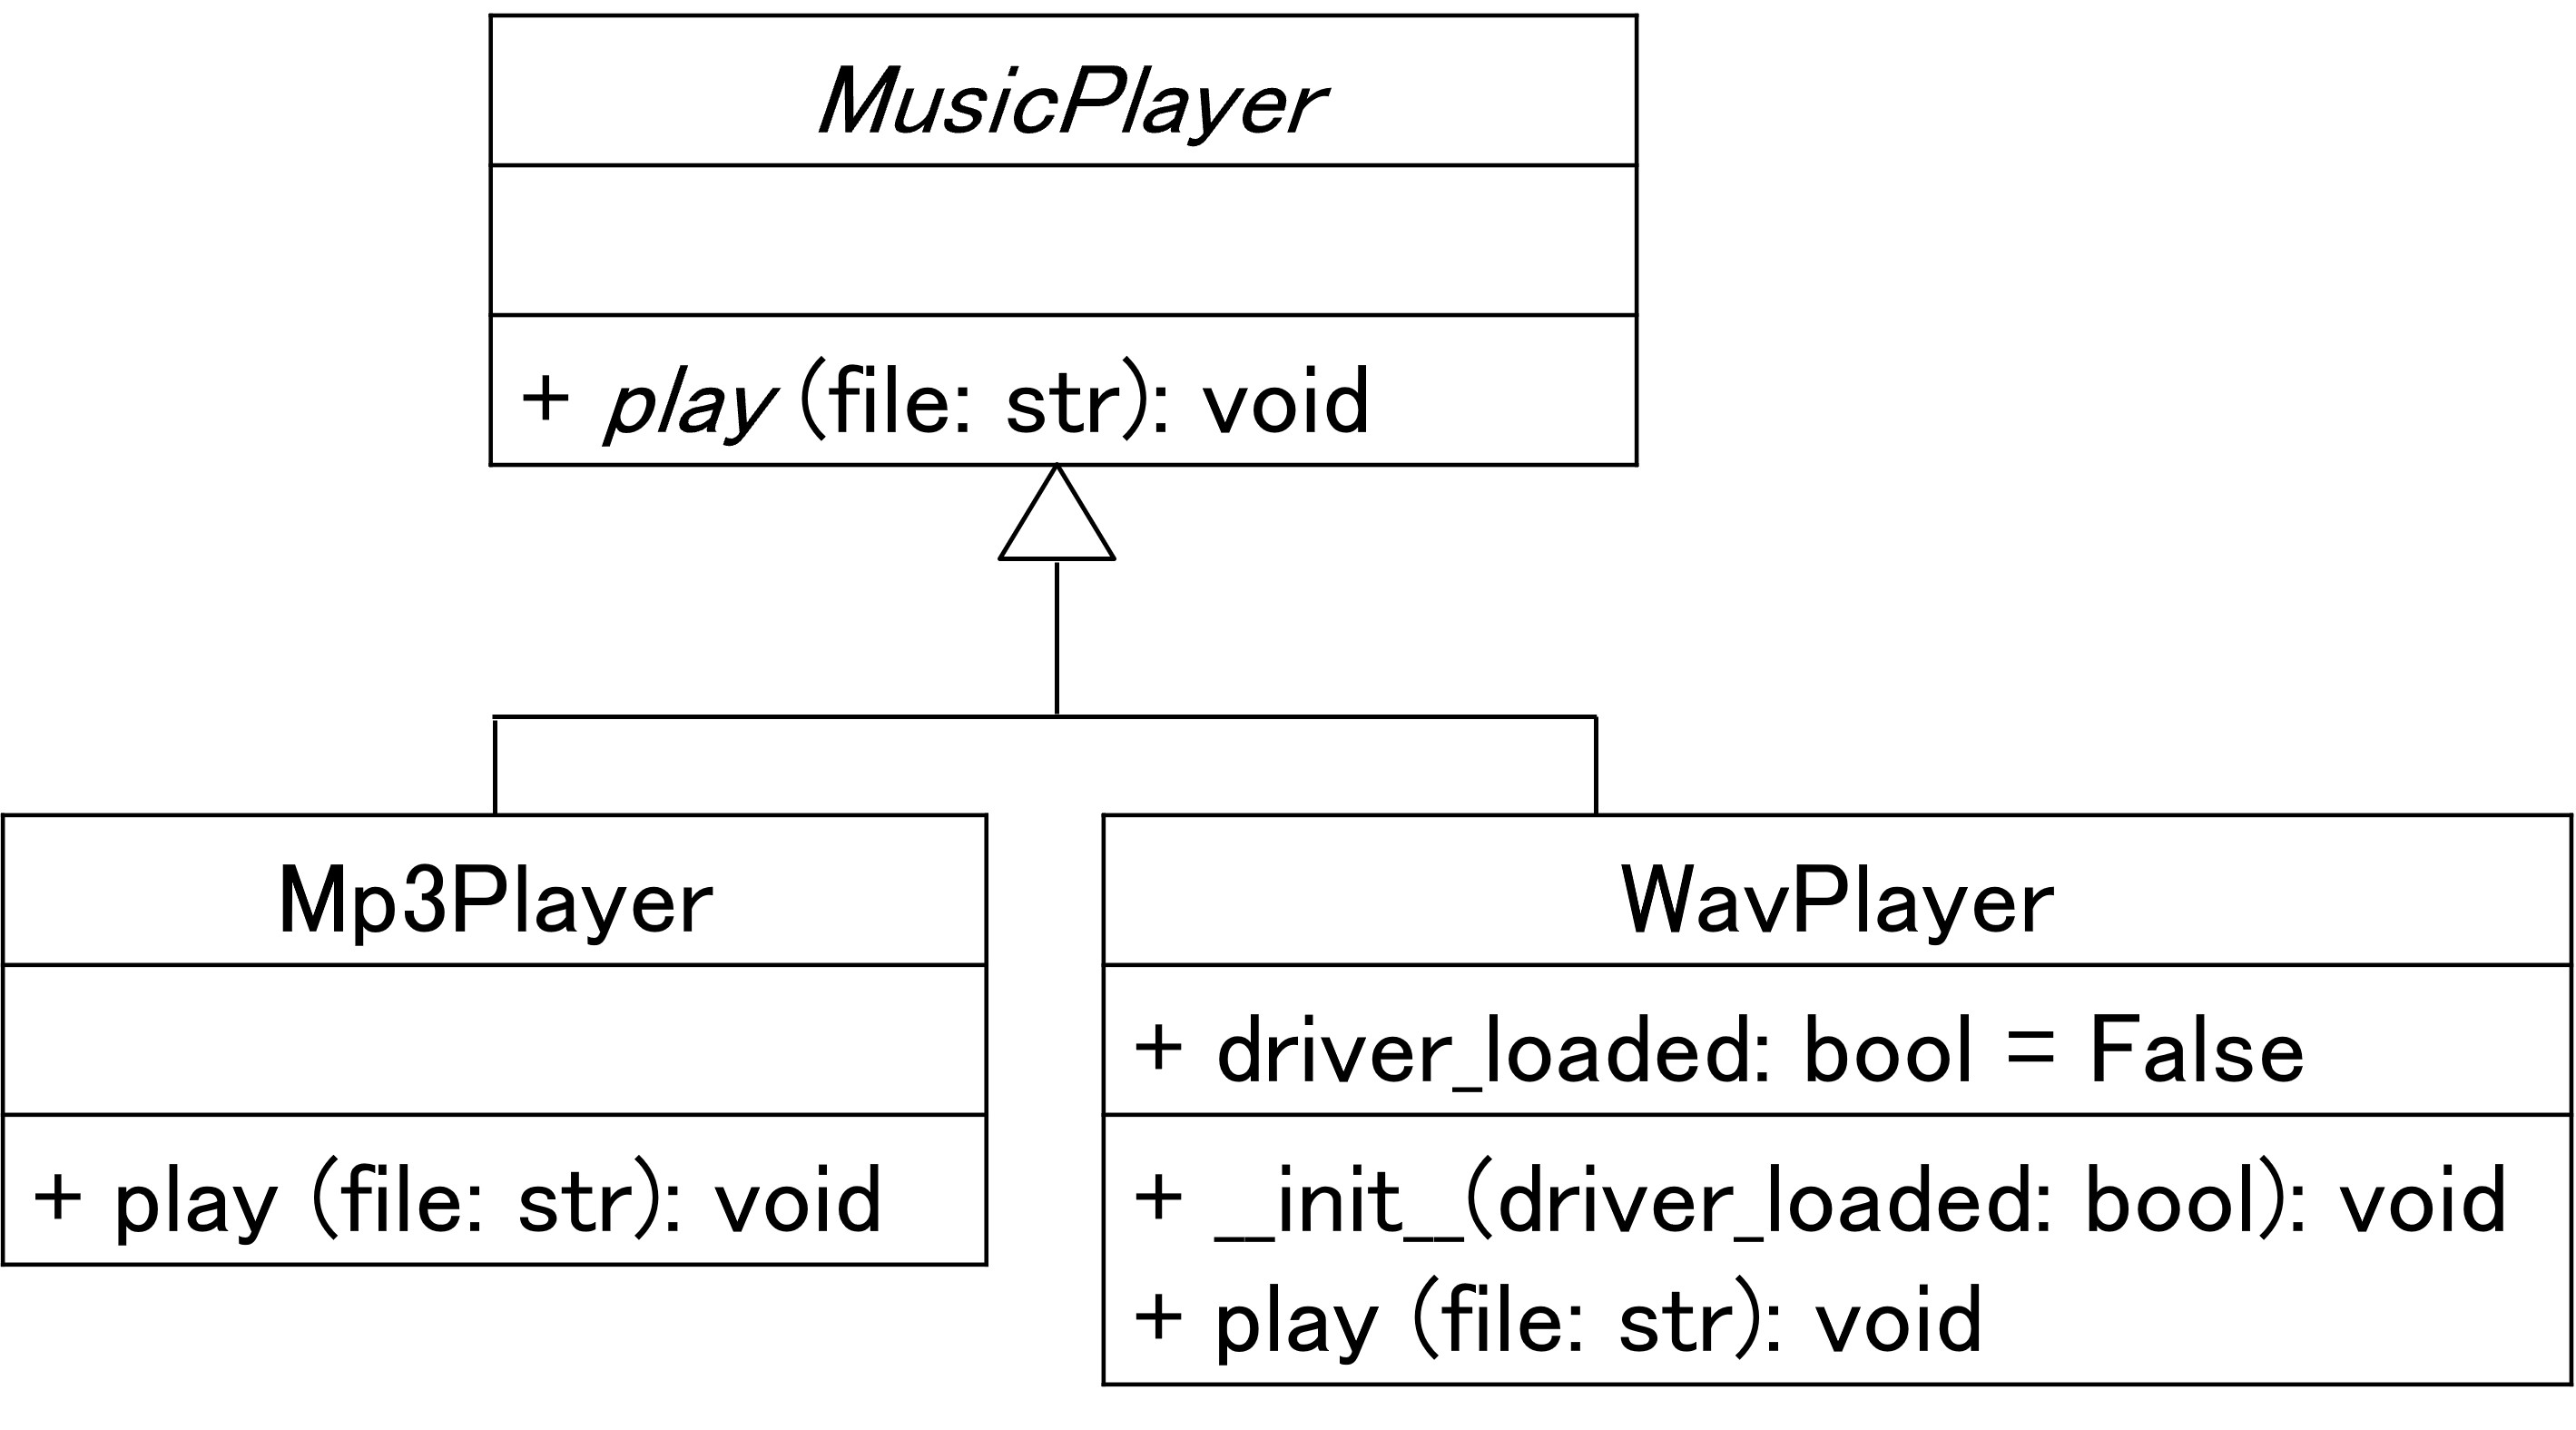 MusicPlayer
+ play (file: str): void
Mp3Player
+ play (file: str): void
WavPlayer
+ driver_loaded: bool = False
+ __init__(driver_loaded: bool): void
+ play (file: str): void